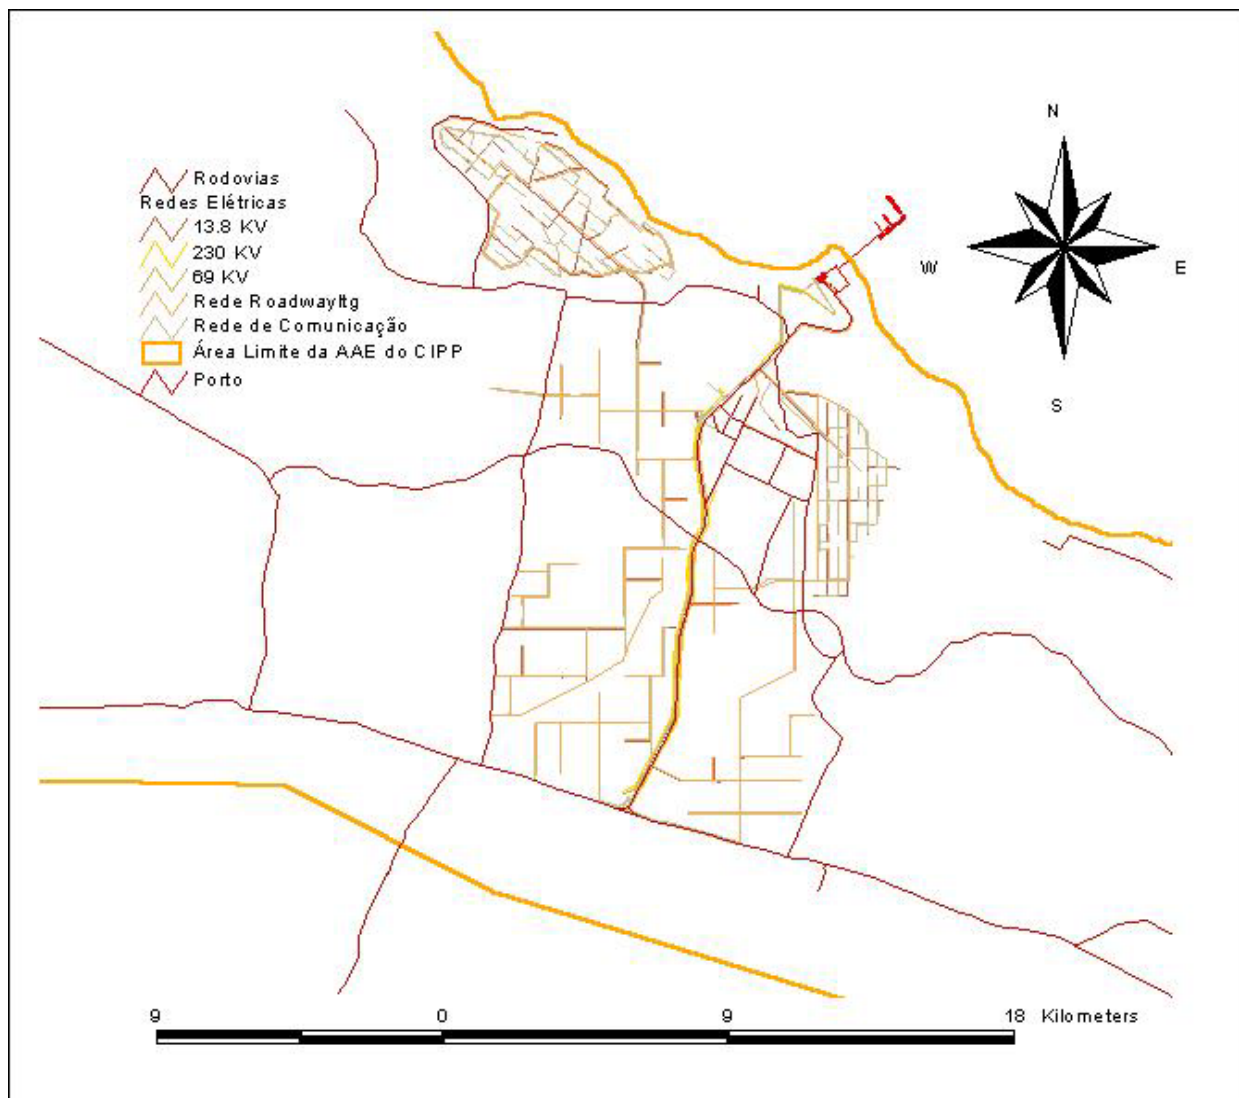 N
Rodovias
Redes Elétricas
13.8 KV
230 KV
W
E
69 KV
Rede Roadwayltg
Rede de Comunicação
Área Limite da AAE do CIPP
Porto
S
9 0 9 18 Kilometers